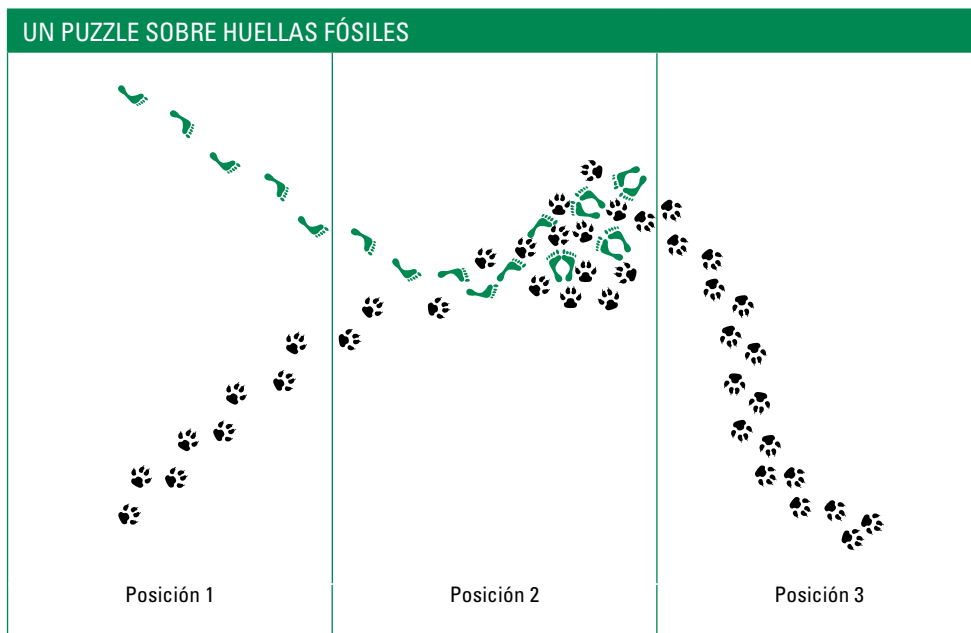 UN PUZZLE SOBRE HUELLAS FÓSILES
Posición 1
Posición 2
Posición 3